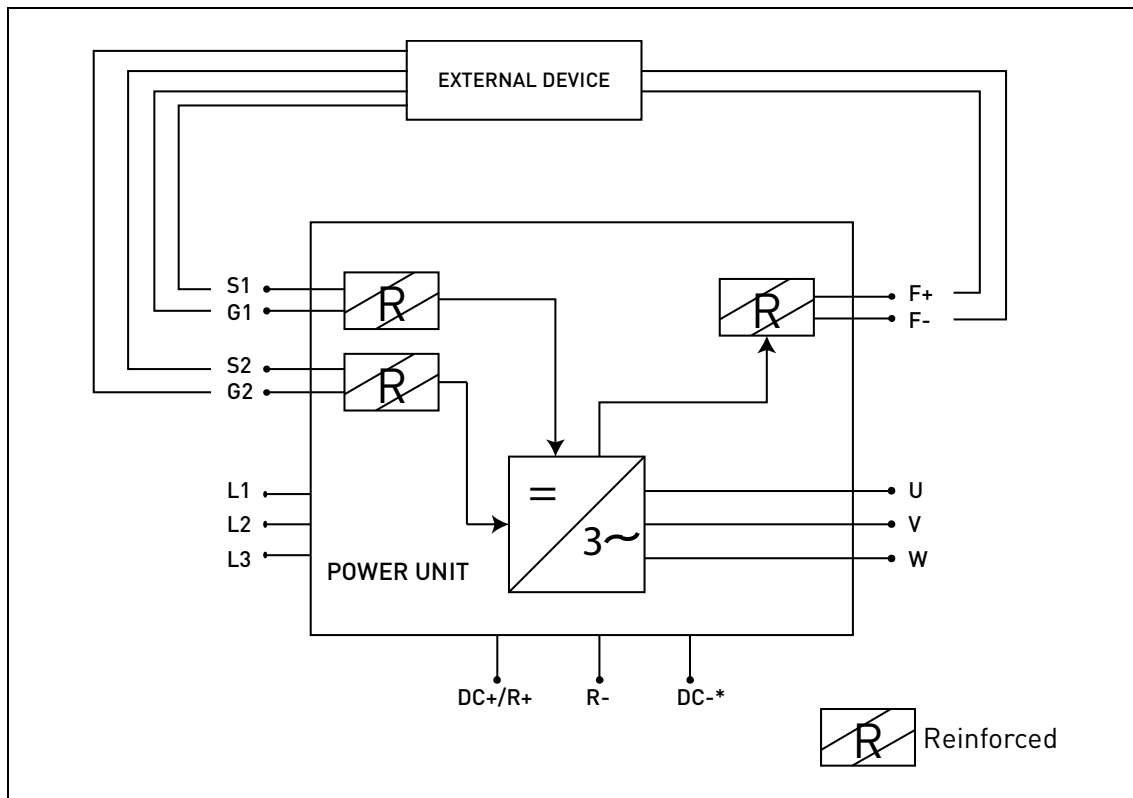 EXTERNAL DEVICE
S1
G1
S2
G2
R
R
R
F+
F-
L1
L2
L3
=
3~
U
V
W
POWER UNIT
DC+/R+
R-
DC-*
R
Reinforced